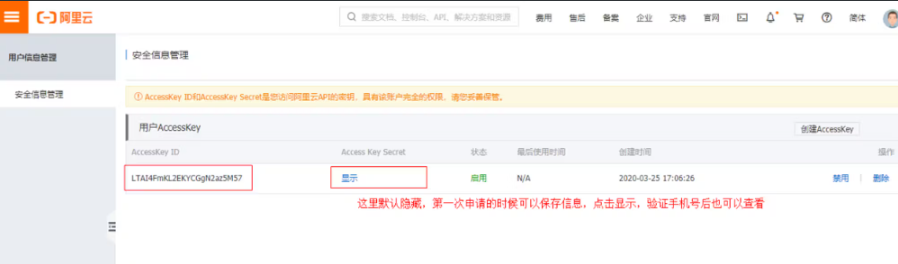 阿里云
搜索文档、控制台、API、解决方案和资源
费用 售后 备案 企业 支持 官网 简体
用户信息管理
安全信息管理
安全信息管理
AccessKey ID和AccessKey Secret是您访问阿里云API的密钥，具有该账户完全的权限，请您妥善保管。
用户AccessKey
创建AccessKey
AccessKey ID Access Key Secret 状态 最后使用时间 创建时间 操作
LTAI4FmKL2EKYCGgN2az5M57 显示 启用 N/A 2020-03-25 17:06:26 禁用 删除
这里默认隐藏，第一次申请的时候可以保存信息，点击显示，验证手机号后也可以查看